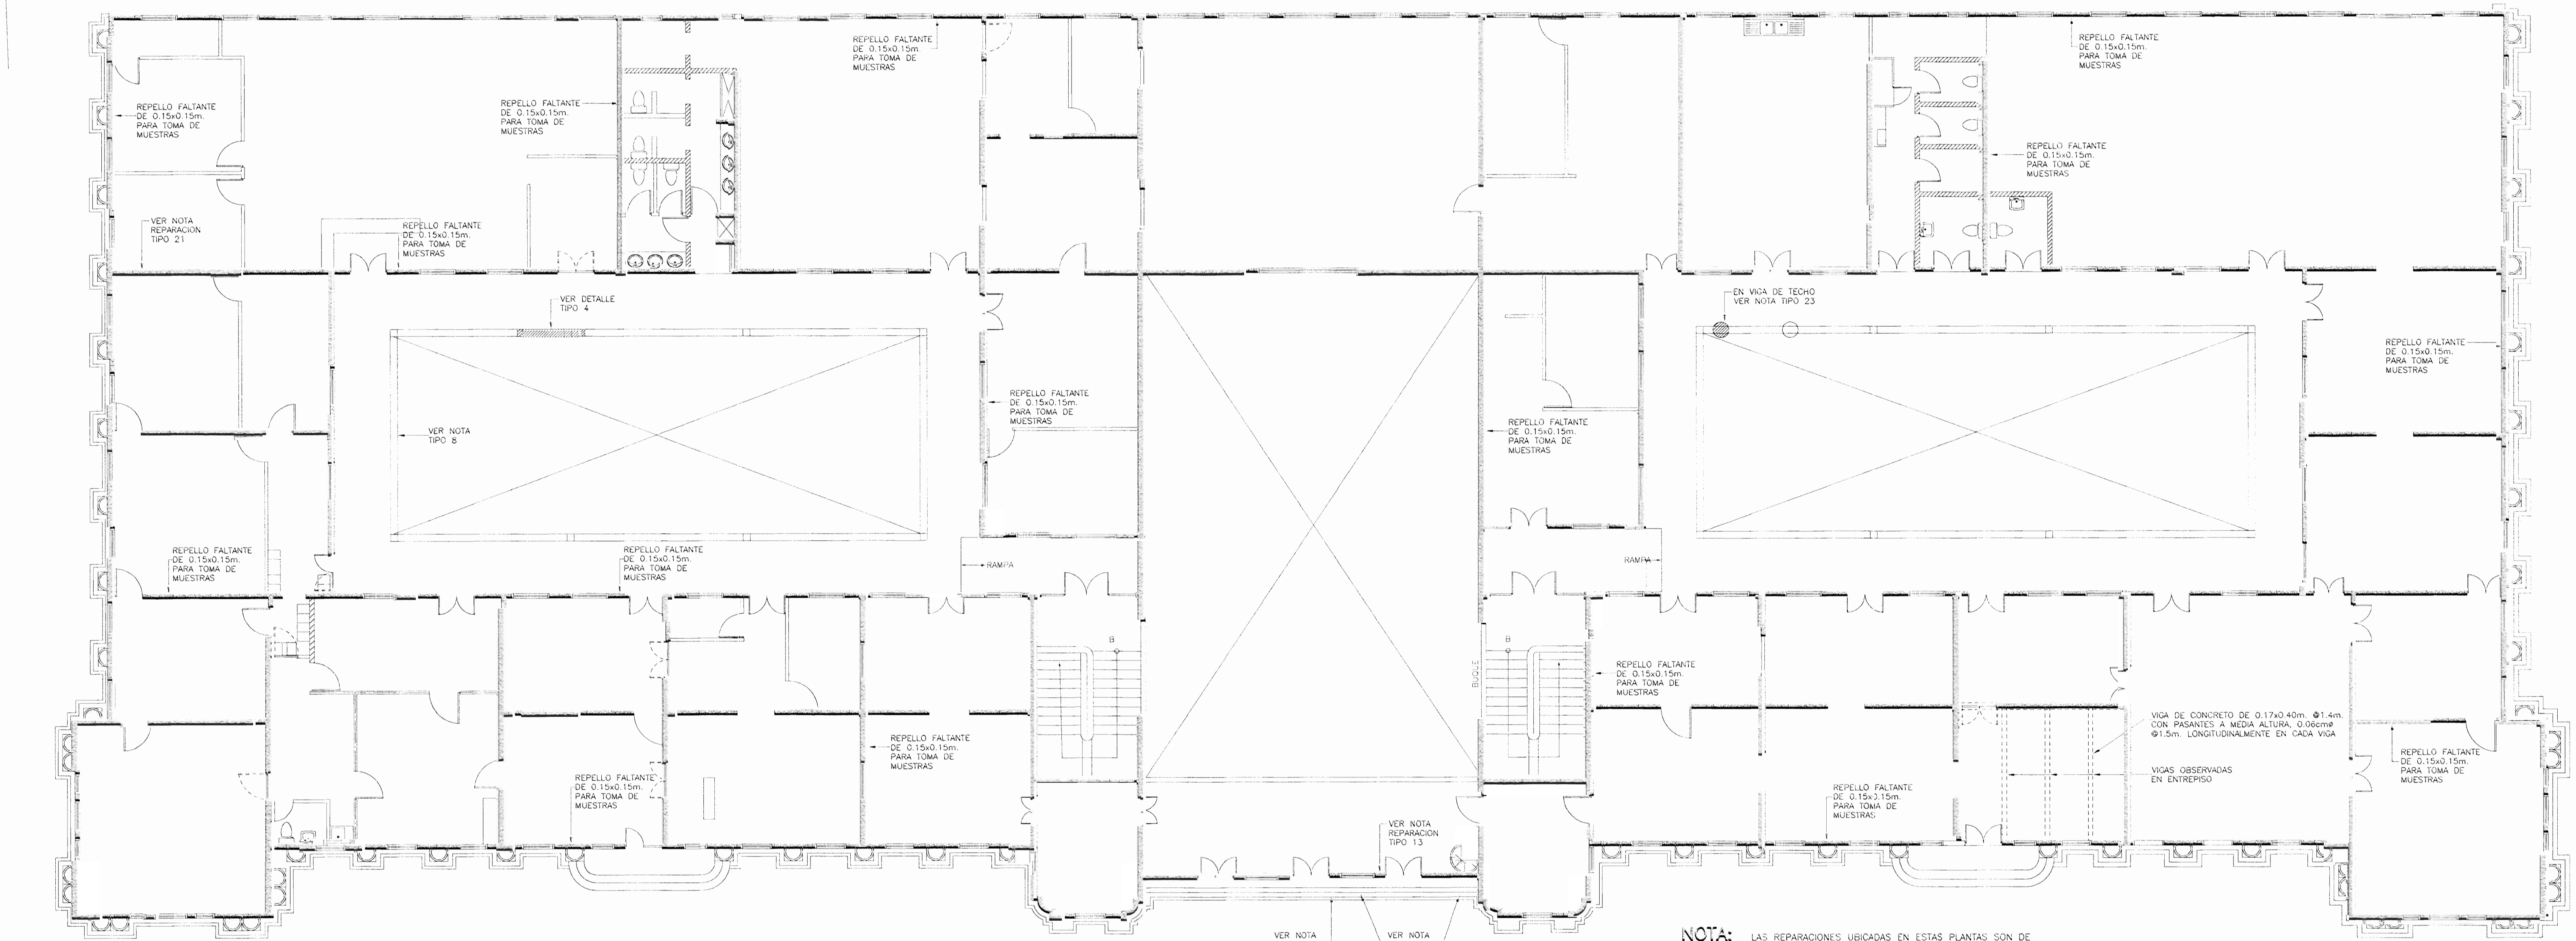 REPELLO FALTANTE
DE 0.15x0.15m.
PARA TOMA DE
MUESTRAS
REPELLO FALTANTE
DE 0.15x0.15m.
PARA TOMA DE
MUESTRAS
REPELLO FALTANTE
DE 0.15x0.15m.
PARA TOMA DE
MUESTRAS
REPELLO FALTANTE
DE 0.15x0.15m.
PARA TOMA DE
MUESTRAS
REPELLO FALTANTE
DE 0.15x0.15m.
PARA TOMA DE
MUESTRAS
VER NOTA
REPARACION
TIPO 21
REPELLO FALTANTE
DE 0.15x0.15m.
PARA TOMA DE
MUESTRAS
VER DETALLE
TIPO 4
EN VIGA DE TECHO
VER NOTA TIPO 23
REPELLO FALTANTE
DE 0.15x0.15m.
PARA TOMA DE
MUESTRAS
REPELLO FALTANTE
DE 0.15x0.15m.
PARA TOMA DE
MUESTRAS
VER NOTA
TIPO 8
REPELLO FALTANTE
DE 0.15x0.15m.
PARA TOMA DE
MUESTRAS
REPELLO FALTANTE
DE 0.15x0.15m.
PARA TOMA DE
MUESTRAS
REPELLO FALTANTE
DE 0.15x0.15m.
PARA TOMA DE
MUESTRAS
RAMPA
RAMPA
B
B
BUQUE
REPELLO FALTANTE
DE 0.15x0.15m.
PARA TOMA DE
MUESTRAS
VIGA DE CONCRETO DE 0.17x0.40m. @1.4m.
CON PASANTES A MEDIA ALTURA, 0.06cmø
@1.5m. LONGITUDINALMENTE EN CADA VIGA
REPELLO FALTANTE
DE 0.15x0.15m.
PARA TOMA DE
MUESTRAS
REPELLO FALTANTE
DE 0.15x0.15m.
PARA TOMA DE
MUESTRAS
VIGAS OBSERVADAS
EN ENTREPISO
REPELLO FALTANTE
DE 0.15x0.15m.
PARA TOMA DE
MUESTRAS
REPELLO FALTANTE
DE 0.15x0.15m.
PARA TOMA DE
MUESTRAS
VER NOTA
REPARACION
TIPO 13
VER NOTA
VER NOTA
NOTA: LAS REPARACIONES UBICADAS EN ESTAS PLANTAS SON DE